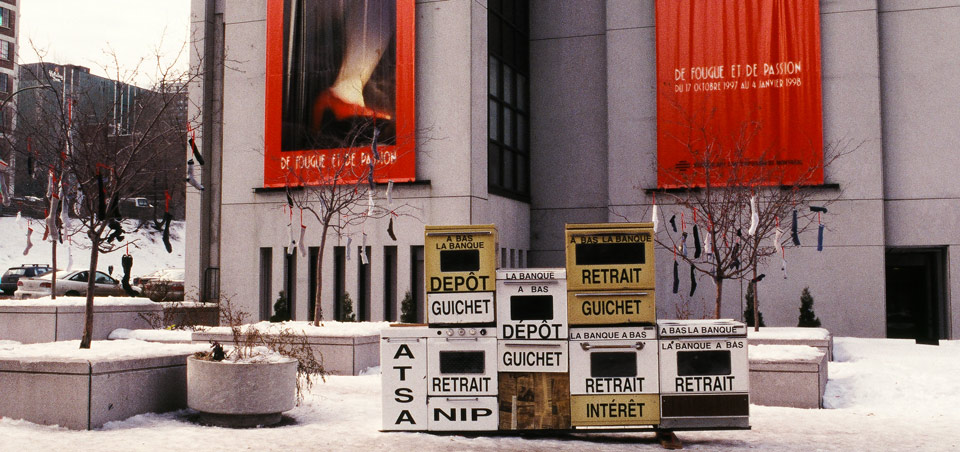 DE FOUGUE ET DE PASSION
DE FOUGUE ET DE PASSION
DU 17 OCTOBRE 1997 AU 4 JANVIER 1998
A BAS
LA BANQUE
DEPÔT
GUICHET
RETRAIT
NIP
ATSA
LA BANQUE
A BAS
DÉPÔT
GUICHET
A BAS LA BANQUE
RETRAIT
GUICHET
LA BANQUE A BAS
RETRAIT
INTÉRÊT
A BAS LA BANQUE
LA BANQUE A BAS
RETRAIT